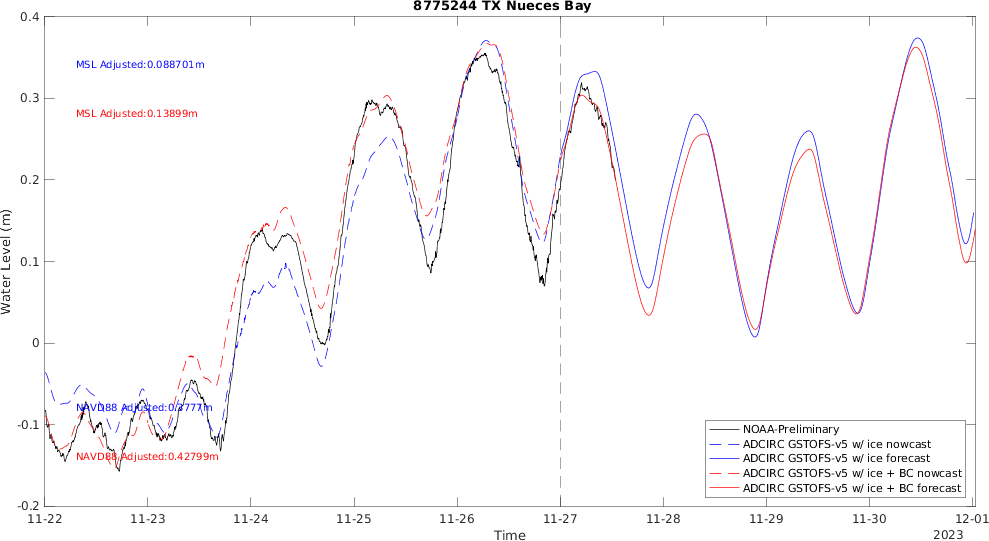 8775244 TX Nueces Bay
0.4
MSL Adjusted:0.088701m
0.3
MSL Adjusted:0.13899m
0.2
Water Level (m)
0.1
0
NAVD88 Adjusted:0.3777m
-0.1
NOAA-Preliminary
ADCIRC GSTOFS-v5 w/ ice nowcast
NAVD88 Adjusted:0.42799m
ADCIRC GSTOFS-v5 w/ ice forecast
ADCIRC GSTOFS-v5 w/ ice + BC nowcast
ADCIRC GSTOFS-v5 w/ ice + BC forecast
-0.2
11-22 11-23 11-24 11-25 11-26 11-27 11-28 11-29 11-30 12-01
Time
2023